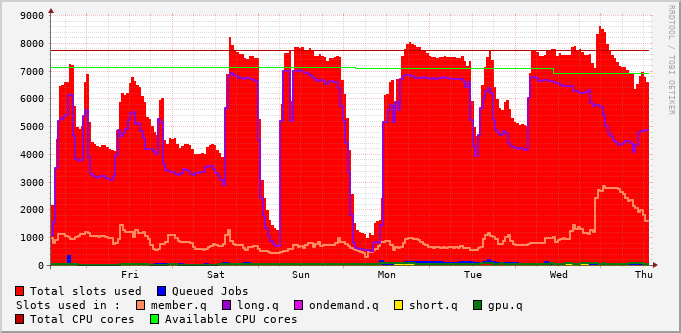 9000
8000
7000
6000
5000
4000
3000
2000
1000
0
Fri Sat Sun Mon Tue Wed Thu
RRDTOOL / TOBI OETIKER
Total slots used Queued Jobs
Slots used in : member.q long.q ondemand.q short.q gpu.q
Total CPU cores Available CPU cores